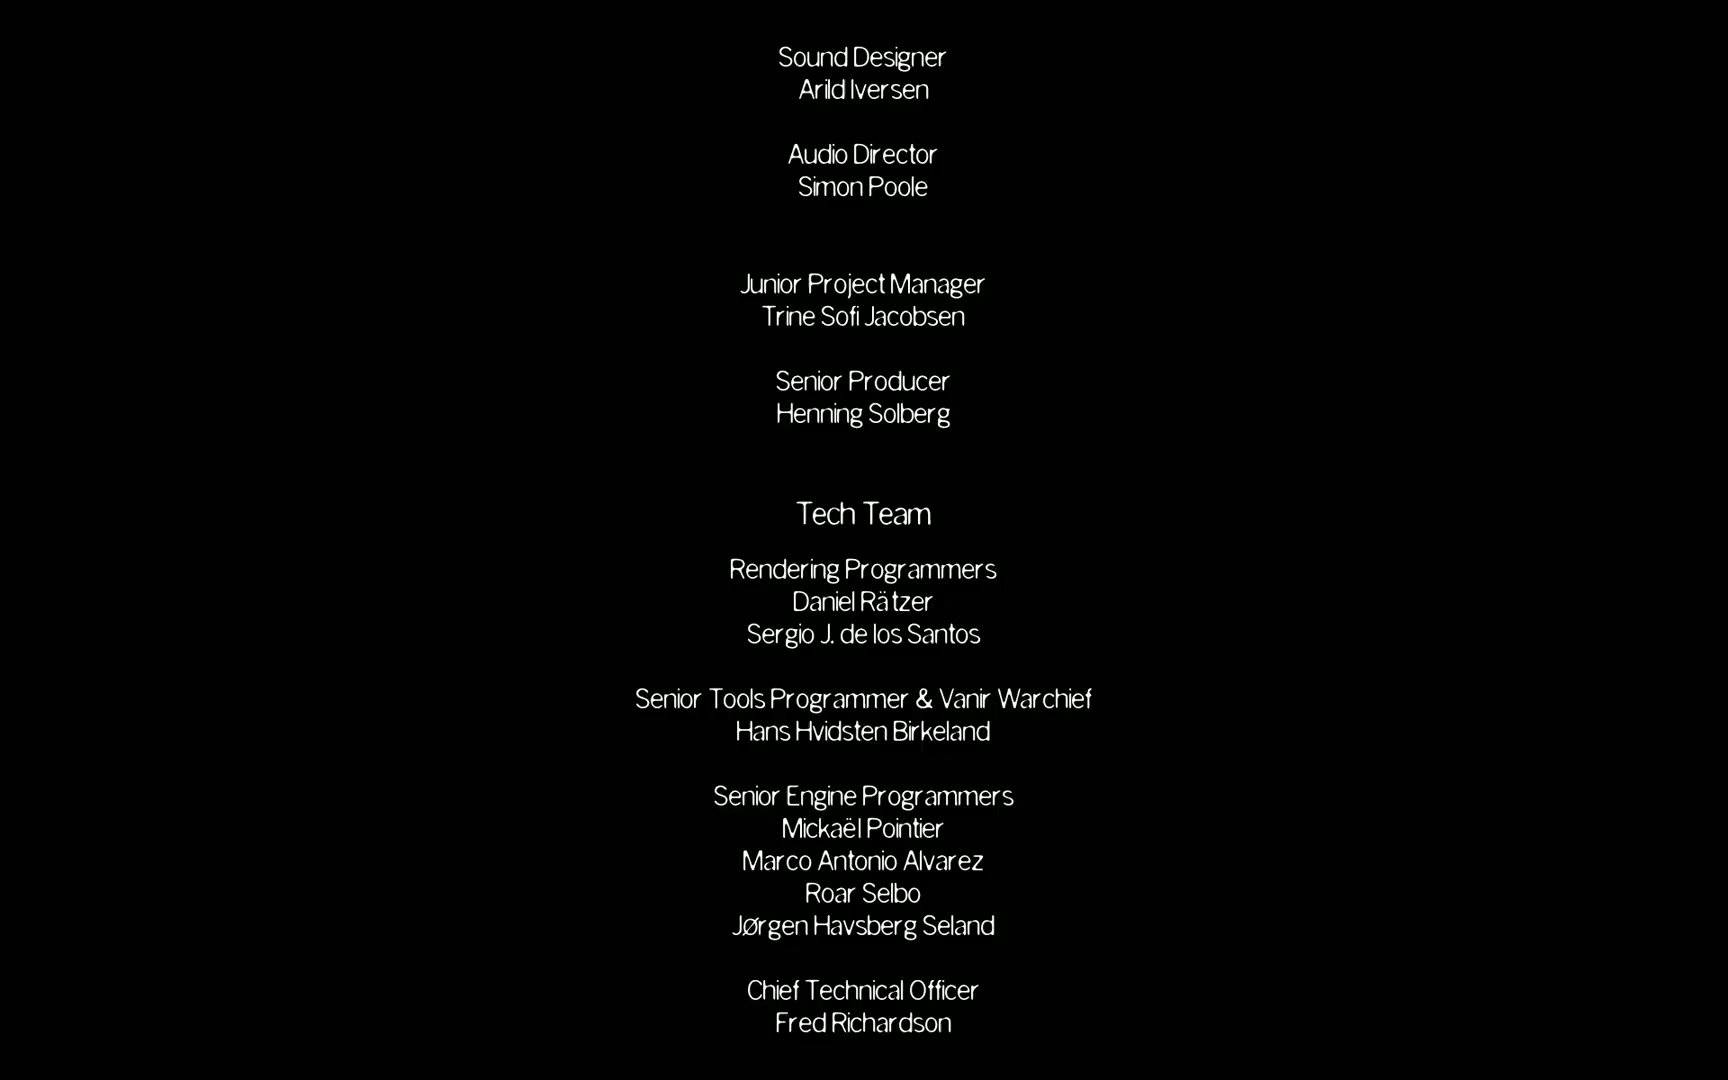 Sound Designer
Arild Iversen
Audio Director
Simon Poole
Junior Project Manager
Trine Sofi Jacobsen
Senior Producer
Henning Solberg
Tech Team
Rendering Programmers
Daniel Rätzer
Sergio J. de los Santos
Senior Tools Programmer & Vanir Warchief
Hans Hvidsten Birkeland
Senior Engine Programmers
Mickaël Pointier
Marco Antonio Alvarez
Roar Selbo
Jørgen Havsberg Seland
Chief Technical Officer
Fred Richardson